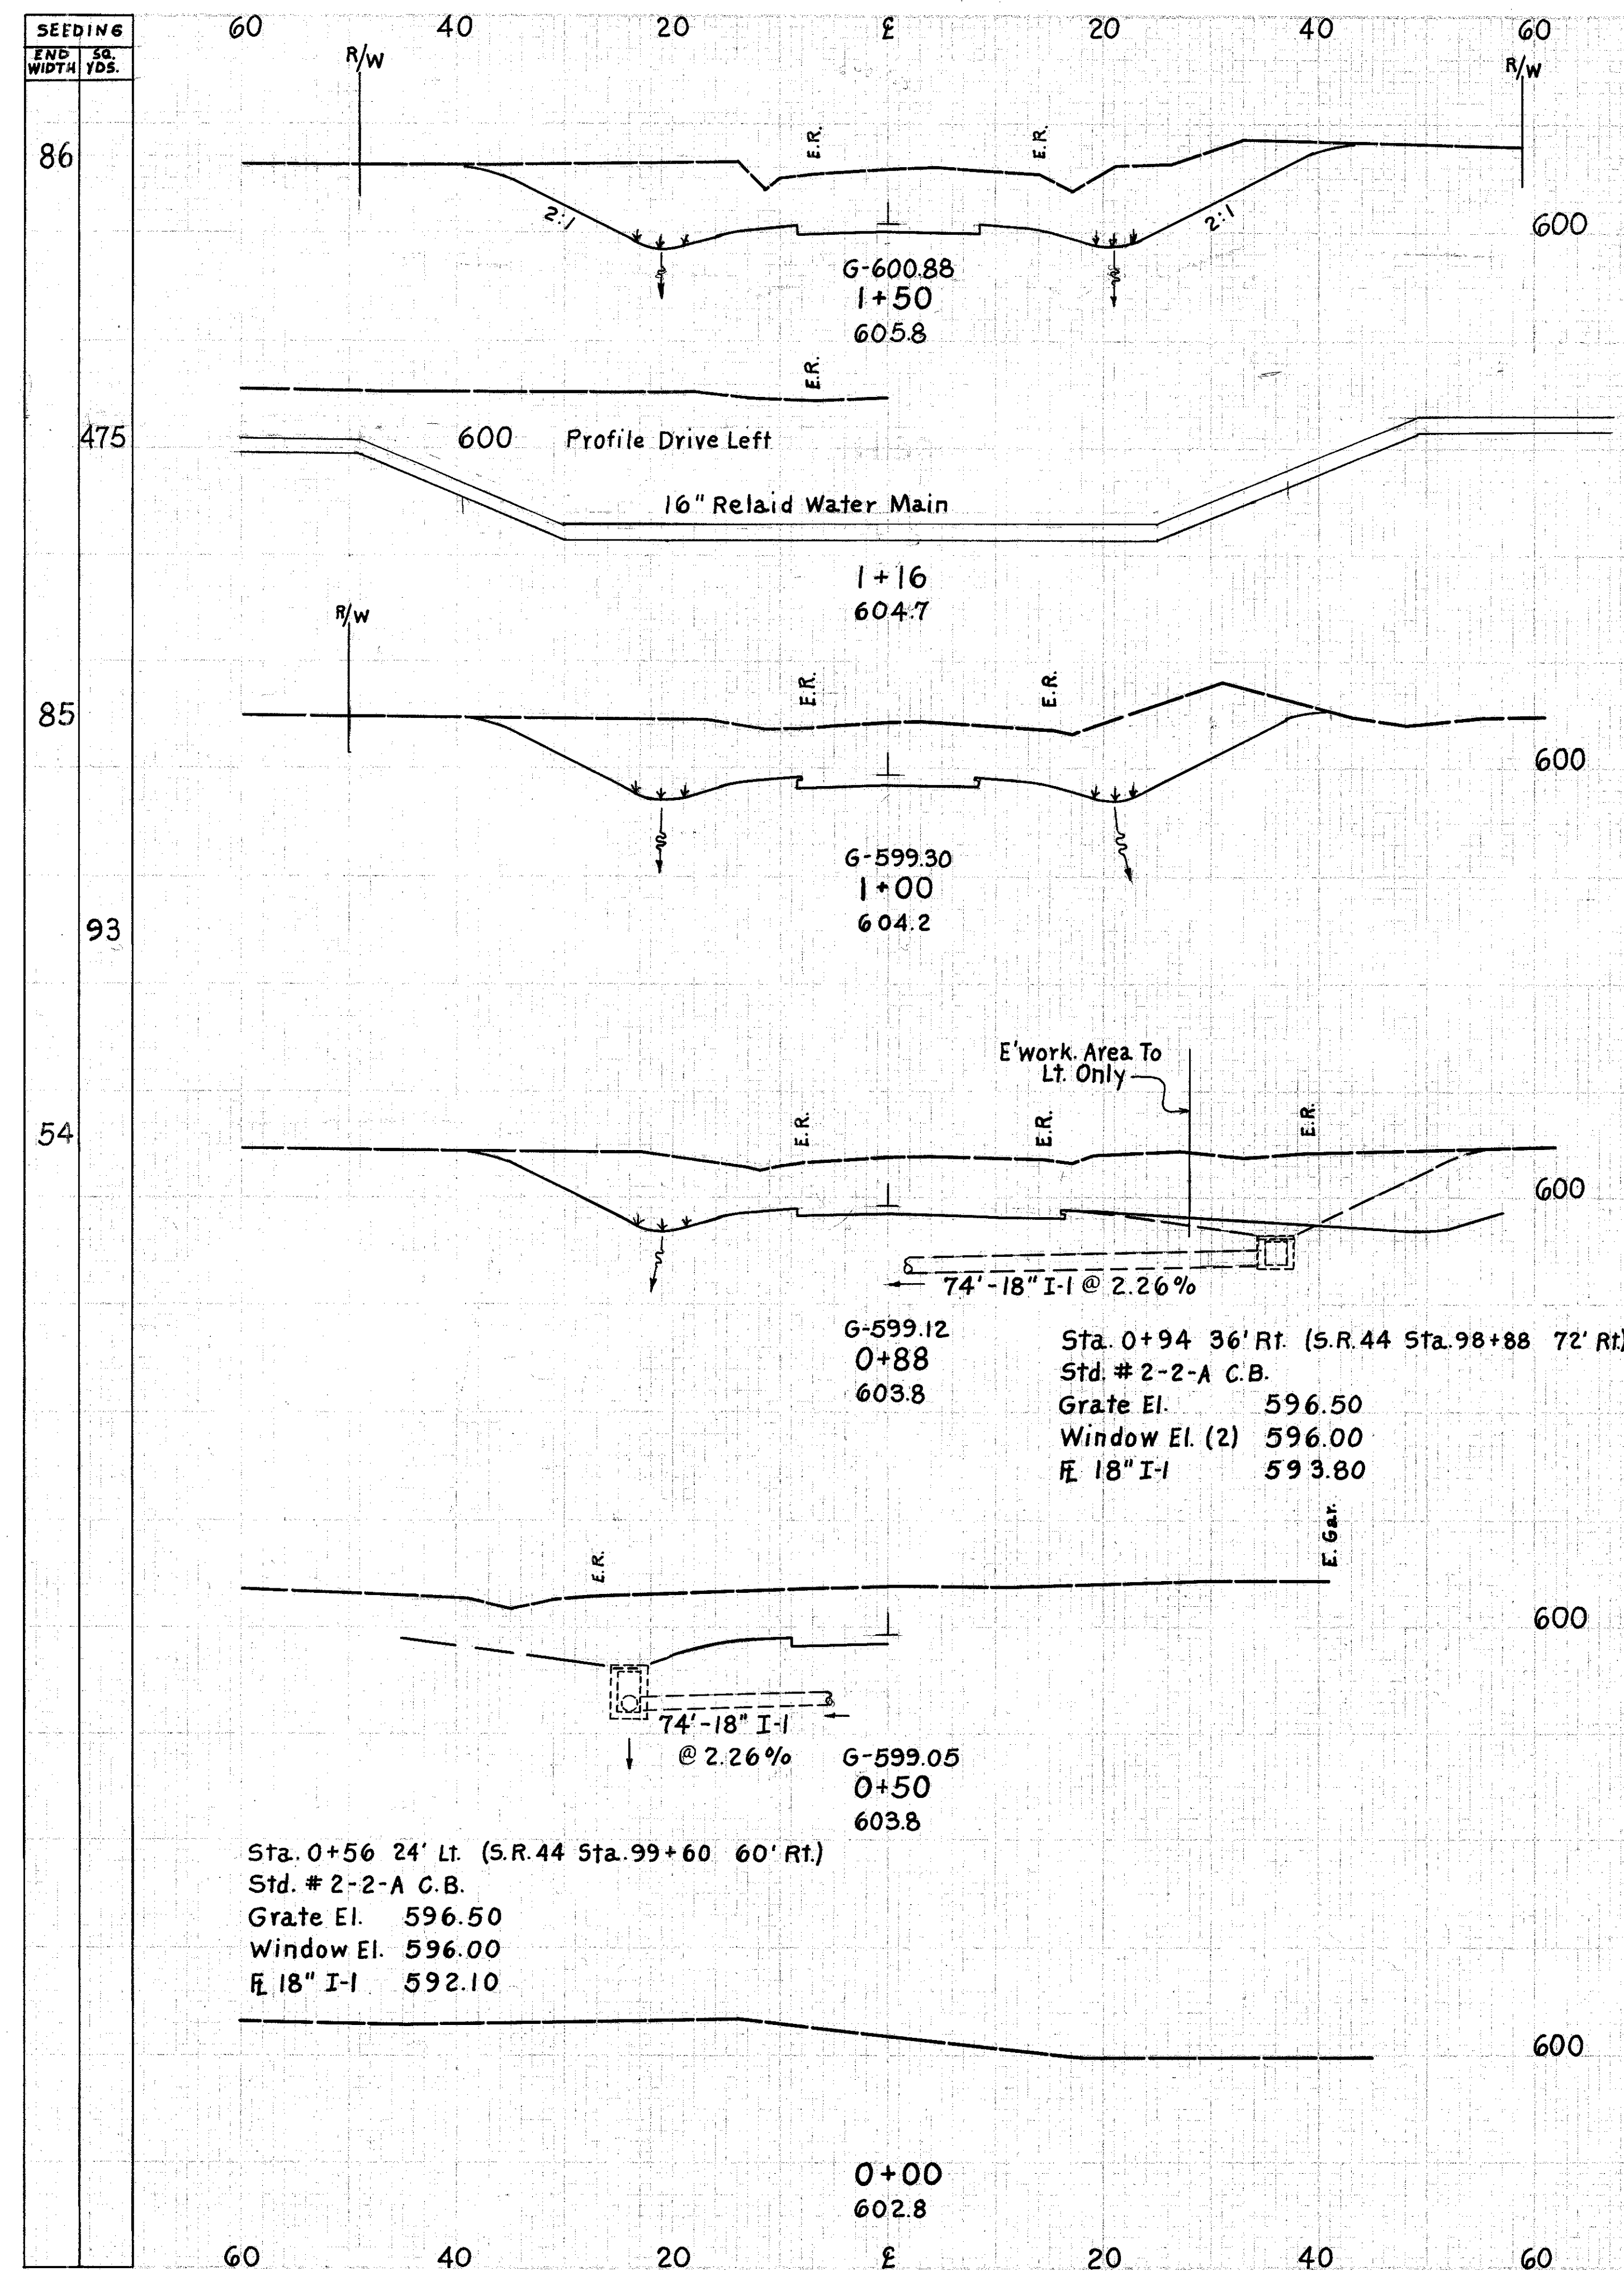 SEEDING
END WIDTH
SQ. YDS.
60 40 20 ℄ 20 40 60
R/W
R/W
86
E.R.
E.R.
2:1
2:1
600
G-600.88
1+50
605.8
E.R.
475
600 Profile Drive Left
16" Relaid Water Main
1+16
604.7
R/W
E.R.
E.R.
85
600
G-599.30
1+00
604.2
93
E'work. Area To
Lt. Only
E.R.
E.R.
E.R.
54
600
74'-18" I-1 @ 2.26%
G-599.12
0+88
603.8
Sta. 0+94 36' Rt. (S.R.44 Sta.98+88 72' Rt.)
Std. # 2-2-A C.B.
Grate El. 596.50
Window El. (2) 596.00
F̵L 18" I-1 593.80
E. Gar.
E.R.
600
74'-18" I-1
@ 2.26%
G-599.05
0+50
603.8
Sta. 0+56 24' Lt. (S.R.44 Sta.99+60 60' Rt.)
Std. # 2-2-A C.B.
Grate El. 596.50
Window El. 596.00
F̵L 18" I-1 592.10
600
0+00
602.8
60 40 20 ℄ 20 40 60